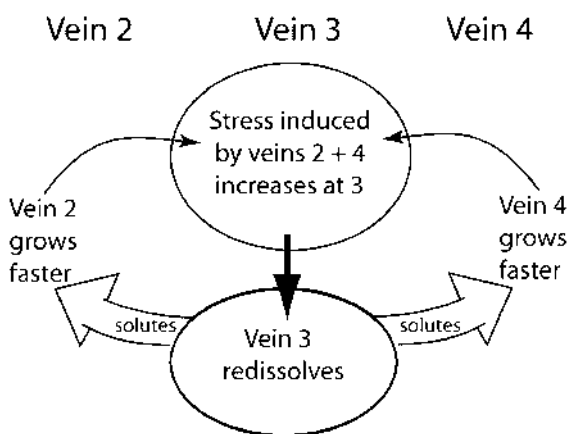 Vein 2
Vein 3
Vein 4
Stress induced
by veins 2 + 4
increases at 3
Vein 2
grows
faster
Vein 4
grows
faster
solutes
solutes
Vein 3
redissolves